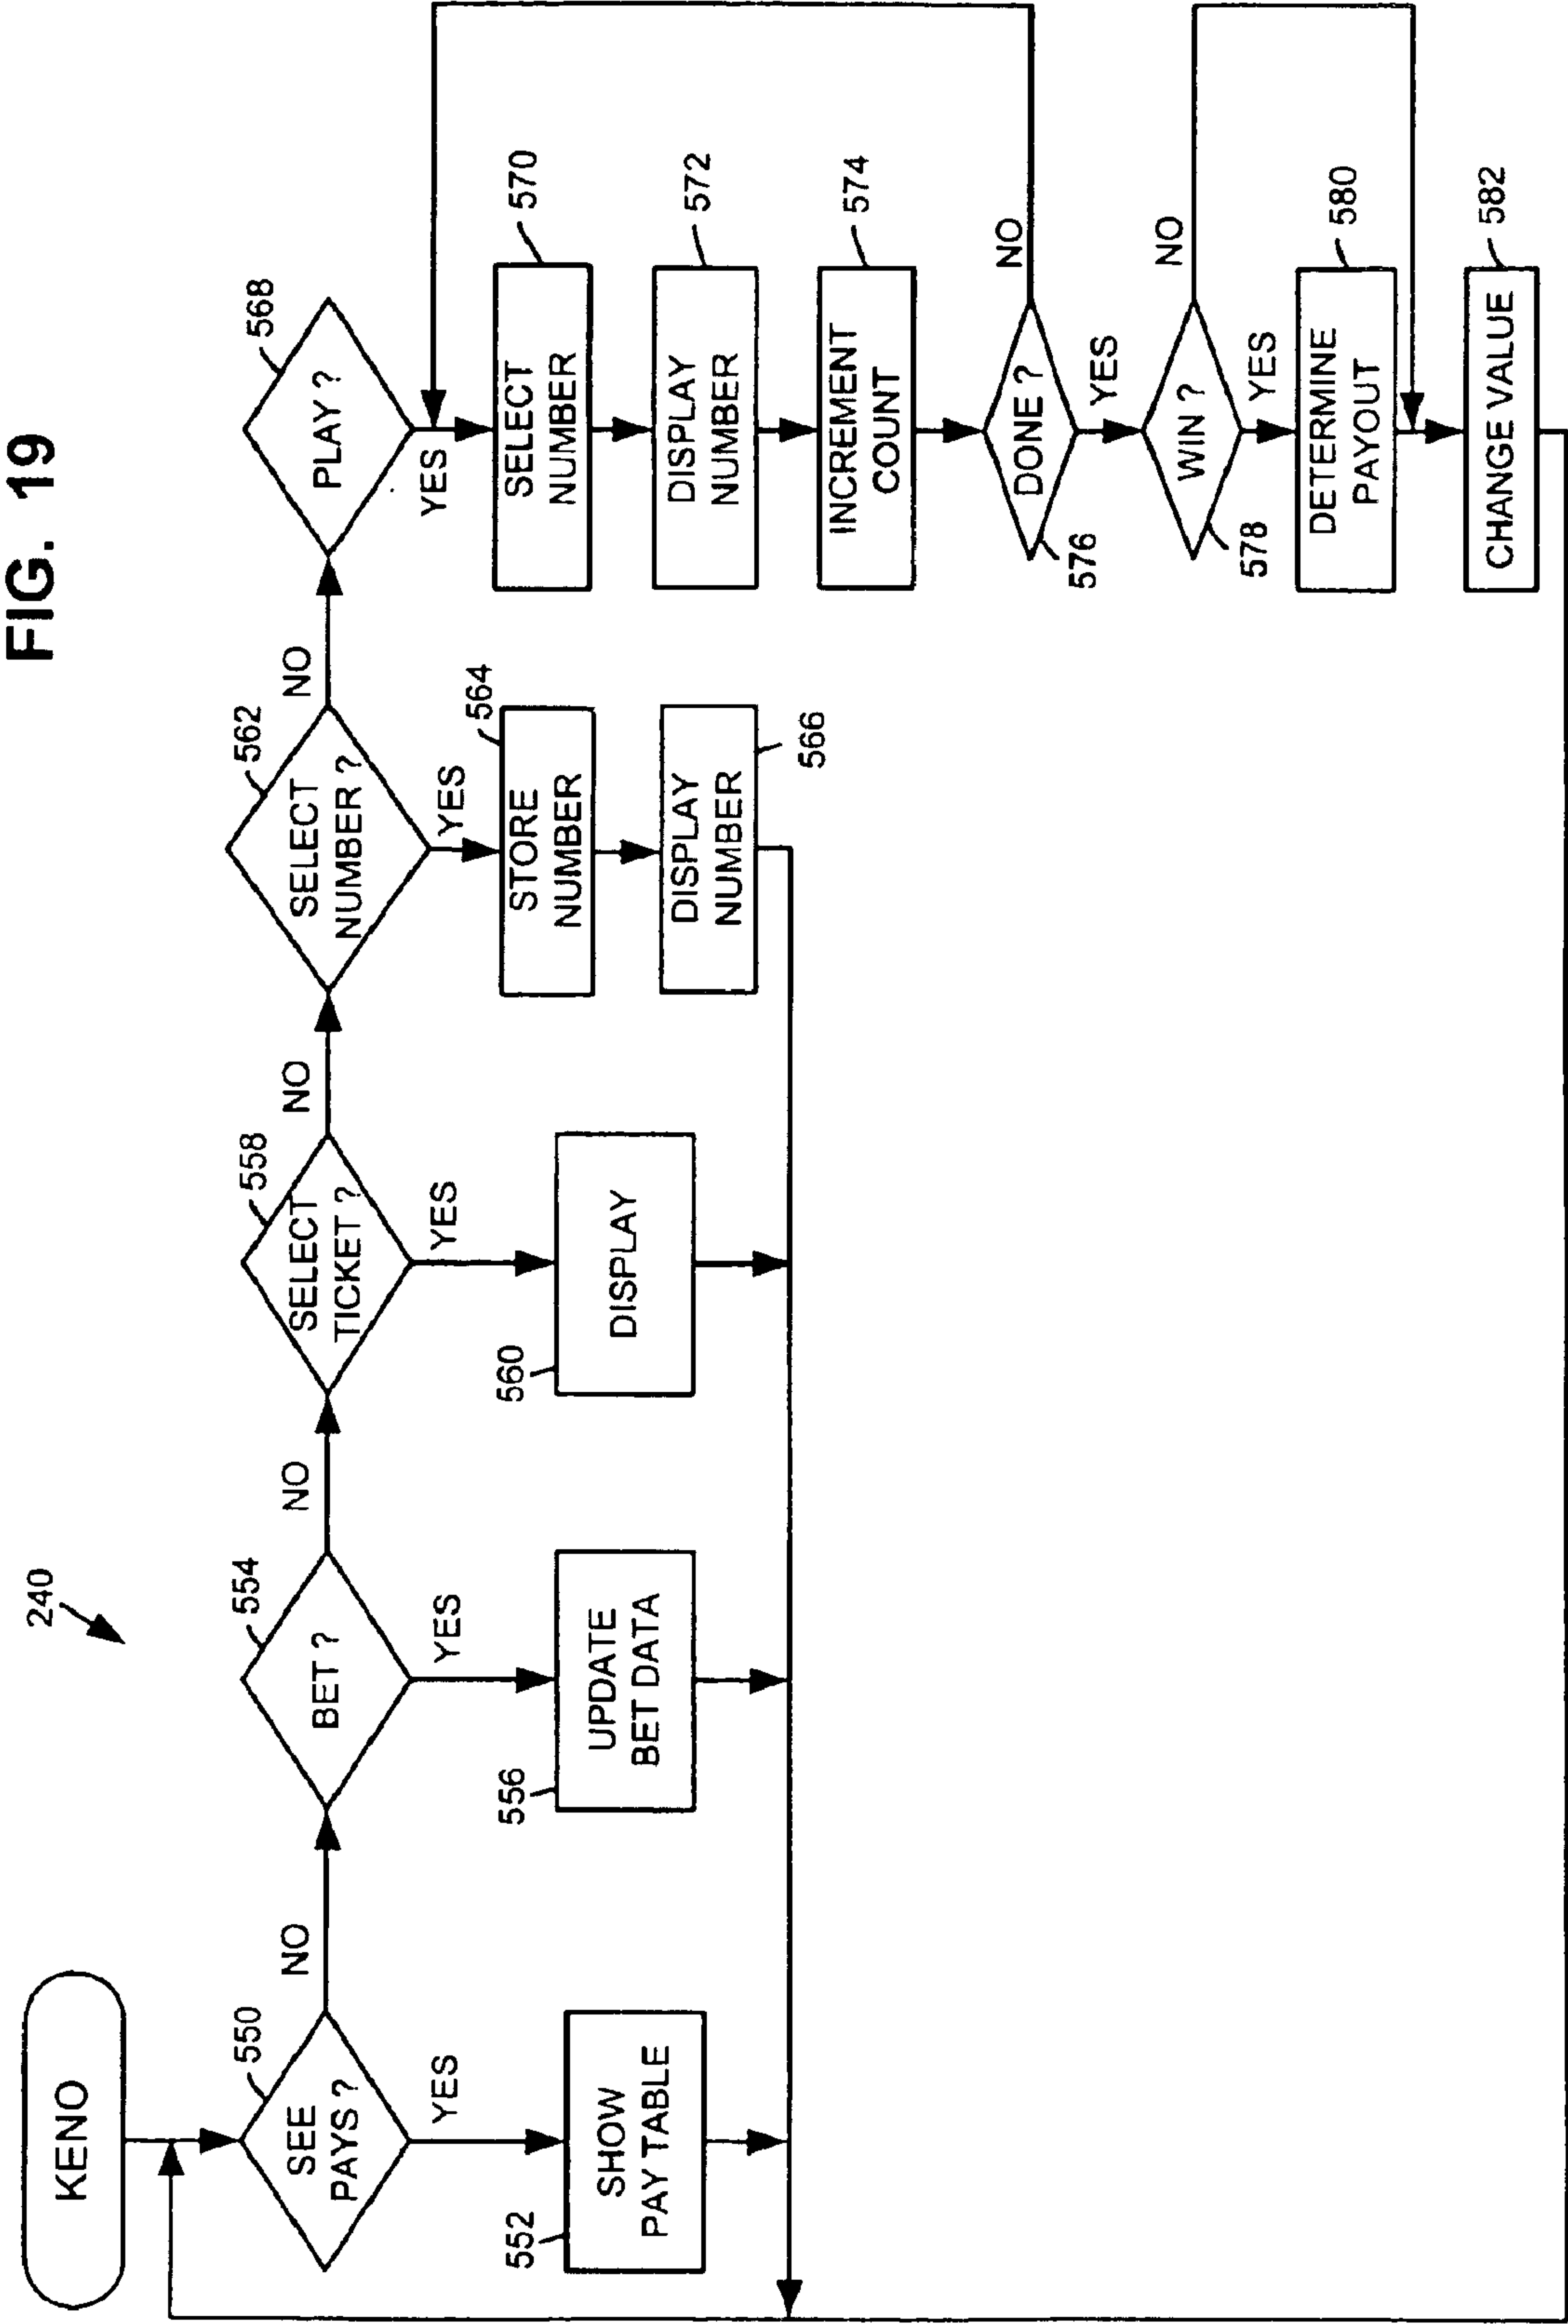 FIG. 19
240
KENO
550
SEE
PAYS ?
NO
YES
552
SHOW
PAY TABLE
554
BET ?
NO
YES
556
UPDATE
BET DATA
558
SELECT
TICKET ?
NO
YES
560
DISPLAY
562
SELECT
NUMBER ?
NO
YES
564
STORE
NUMBER
566
DISPLAY
NUMBER
568
PLAY ?
YES
570
SELECT
NUMBER
572
DISPLAY
NUMBER
574
INCREMENT
COUNT
576
DONE ?
NO
YES
578
WIN ?
NO
YES
580
DETERMINE
PAYOUT
582
CHANGE VALUE